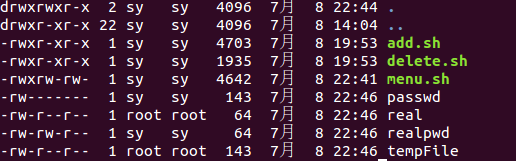 drwxrwxr-x  2 sy   sy   4096  7月   8 22:44 .
drwxr-xr-x 22 sy   sy   4096  7月   8 14:04 ..
-rwxr-xr-x  1 sy   sy   4703  7月   8 19:53 add.sh
-rwxr-xr-x  1 sy   sy   1935  7月   8 19:53 delete.sh
-rwxrw-rw-  1 sy   sy   4642  7月   8 22:41 menu.sh
-rw-------  1 sy   sy    143  7月   8 22:46 passwd
-rw-r--r--  1 root root   64  7月   8 22:46 real
-rw-rw-r--  1 sy   sy     64  7月   8 22:46 realpwd
-rw-r--r--  1 root root  143  7月   8 22:46 tempFile